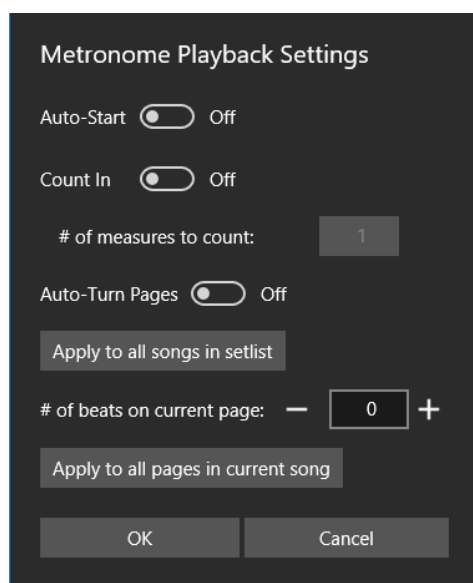 Metronome Playback Settings
Auto-Start Off
Count In Off
# of measures to count: 1
Auto-Turn Pages Off
Apply to all songs in setlist
# of beats on current page: 0
Apply to all pages in current song
OK Cancel